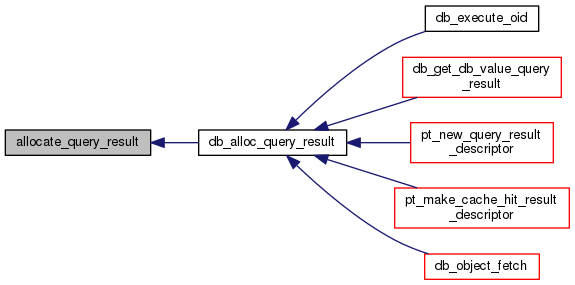 allocate_query_result
db_alloc_query_result
db_execute_oid
db_get_db_value_query
_result
pt_new_query_result
_descriptor
pt_make_cache_hit_result
_descriptor
db_object_fetch